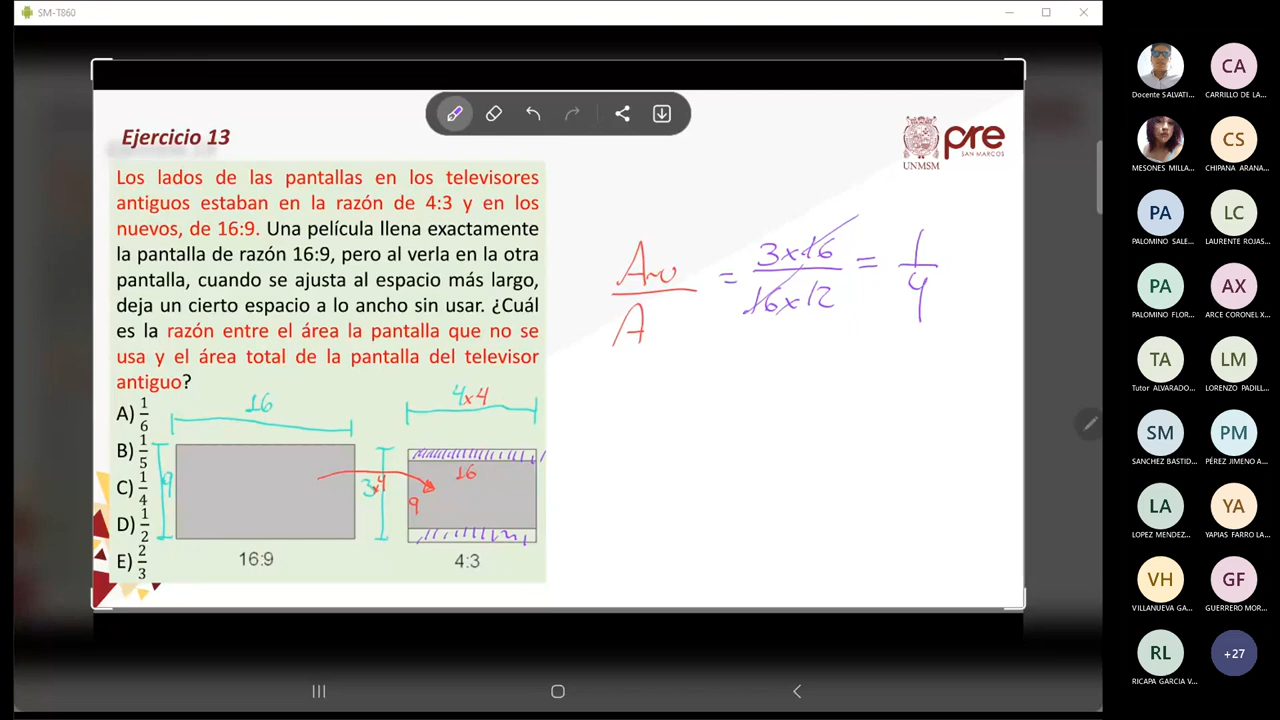 SM-T860
Ejercicio 13
pre
SAN MARCOS
UNMSM
Los lados de las pantallas en los televisores
antiguos estaban en la razón de 4:3 y en los
nuevos, de 16:9. Una película llena exactamente
la pantalla de razón 16:9, pero al verla en la otra
pantalla, cuando se ajusta al espacio más largo,
deja un cierto espacio a lo ancho sin usar. ¿Cuál
es la razón entre el área la pantalla que no se
usa y el área total de la pantalla del televisor
antiguo?
A) 1/6
B) 1/5
C) 1/4
D) 1/2
E) 2/3
16
9
16:9
4x4
3x4
16
9
4:3
A~o/A = 3x16/16x12 = 1/4
Docente SALVATI...
CA
CARRILLO DE LA...
MESONES MILLA...
CS
CHIPANA ARANA...
PA
PALOMINO SALE...
LC
LAURENTE ROJAS...
PA
PALOMINO FLOR...
AX
ARCE CORONEL X...
TA
Tutor ALVARADO...
LM
LORENZO PADILL...
SM
SANCHEZ BASTID...
PM
PÉREZ JIMENO A...
LA
LOPEZ MENDEZ...
YA
YAPIAS FARRO LA...
VH
VILLANUEVA GA...
GF
GUERRERO MOR...
RL
RICAPA GARCIA V...
+27